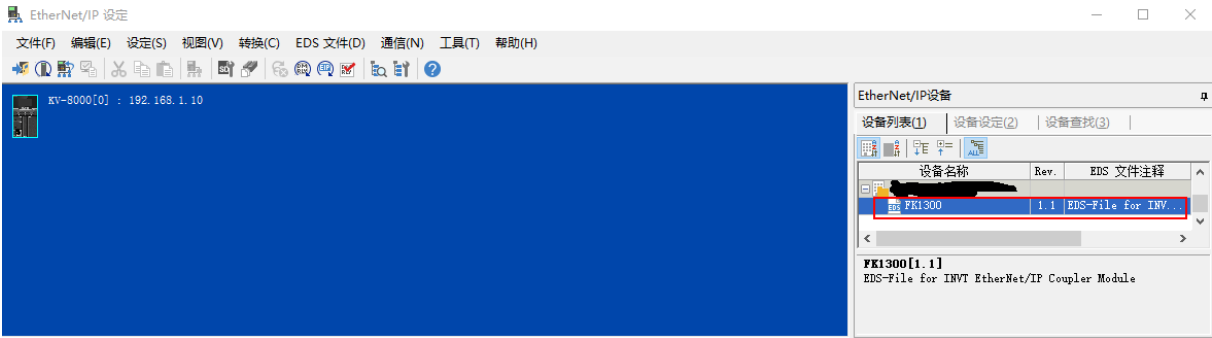 EtherNet/IP 设定
文件(F) 编辑(E) 设定(S) 视图(V) 转换(C) EDS 文件(D) 通信(N) 工具(T) 帮助(H)
KV-8000[0] : 192.168.1.10
EtherNet/IP设备
设备列表(1) 设备设定(2) 设备查找(3)
设备名称 Rev. EDS 文件注释
EDS FK1300 1.1 EDS-File for INV...
FK1300[1.1]
EDS-File for INVT EtherNet/IP Coupler Module